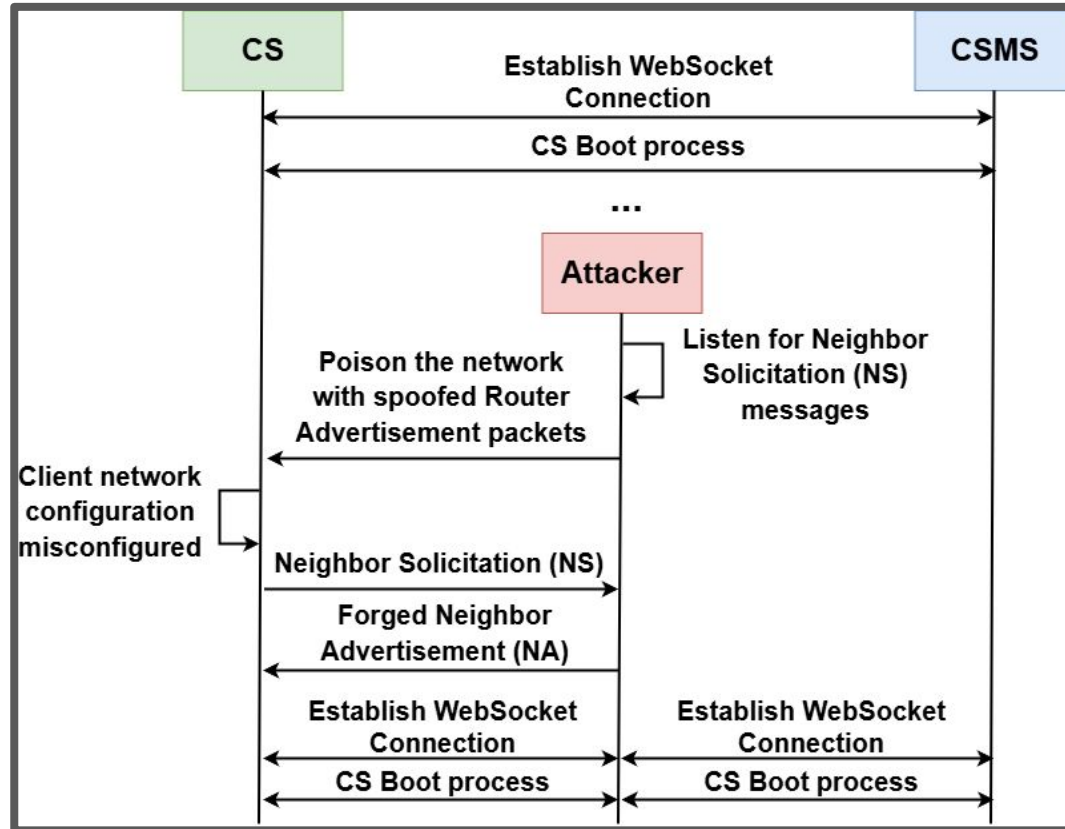 CS
CSMS
Establish WebSocket
Connection
CS Boot process
...
Attacker
Listen for Neighbor
Solicitation (NS)
messages
Poison the network
with spoofed Router
Advertisement packets
Client network
configuration
misconfigured
Neighbor Solicitation (NS)
Forged Neighbor
Advertisement (NA)
Establish WebSocket
Connection
Establish WebSocket
Connection
CS Boot process
CS Boot process